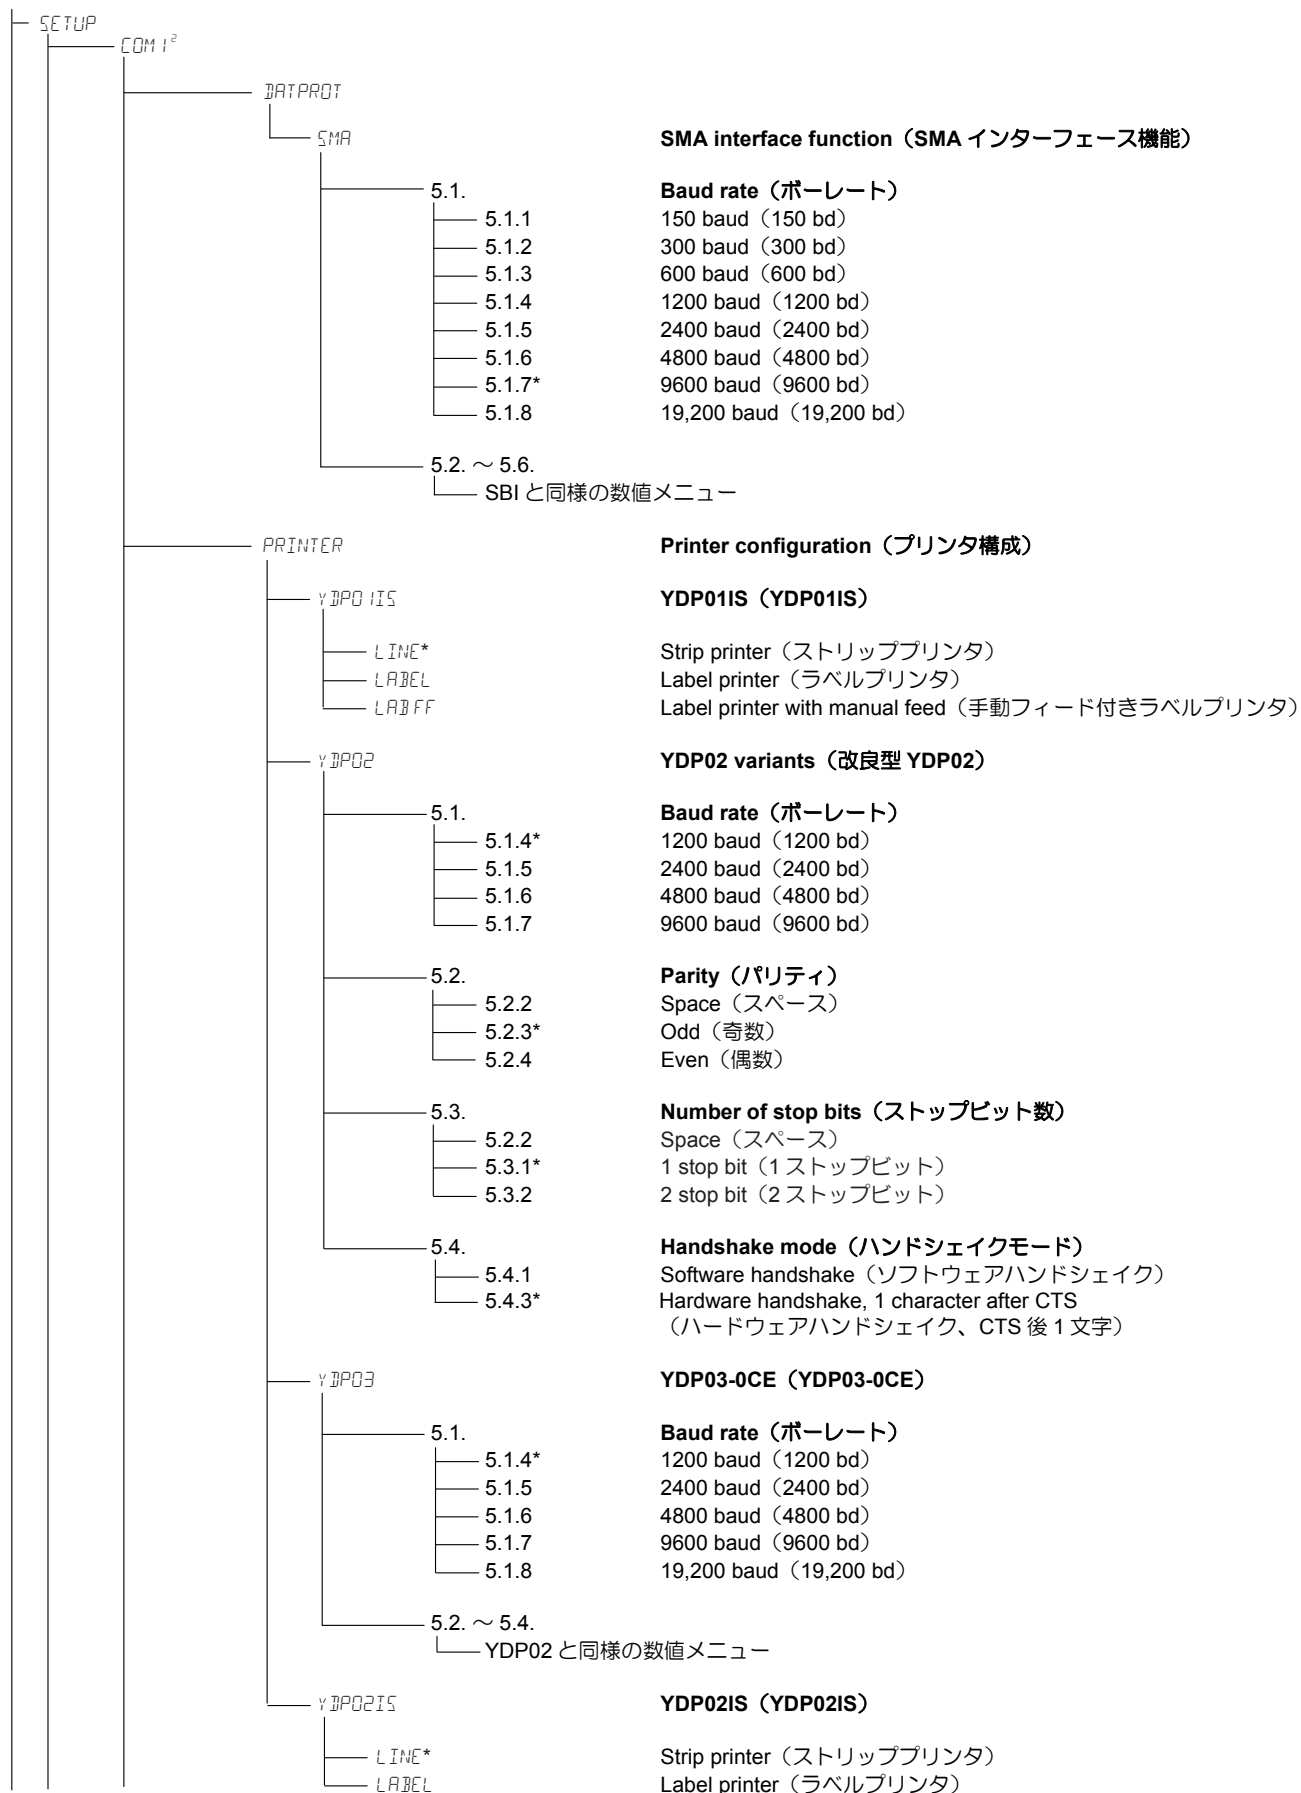 SETUP
COM1²
DATPROT
SMA SMA interface function（SMA インターフェース機能）
5.1. Baud rate（ボーレート）
5.1.1 150 baud（150 bd）
5.1.2 300 baud（300 bd）
5.1.3 600 baud（600 bd）
5.1.4 1200 baud（1200 bd）
5.1.5 2400 baud（2400 bd）
5.1.6 4800 baud（4800 bd）
5.1.7* 9600 baud（9600 bd）
5.1.8 19,200 baud（19,200 bd）
5.2. ～ 5.6.
SBI と同様の数値メニュー
PRINTER Printer configuration（プリンタ構成）
YDP01IS YDP01IS（YDP01IS）
LINE* Strip printer（ストリッププリンタ）
LABEL Label printer（ラベルプリンタ）
LABFF Label printer with manual feed（手動フィード付きラベルプリンタ）
YDP02 YDP02 variants（改良型 YDP02）
5.1. Baud rate（ボーレート）
5.1.4* 1200 baud（1200 bd）
5.1.5 2400 baud（2400 bd）
5.1.6 4800 baud（4800 bd）
5.1.7 9600 baud（9600 bd）
5.2. Parity（パリティ）
5.2.2 Space（スペース）
5.2.3* Odd（奇数）
5.2.4 Even（偶数）
5.3. Number of stop bits（ストップビット数）
5.2.2 Space（スペース）
5.3.1* 1 stop bit（1 ストップビット）
5.3.2 2 stop bit（2 ストップビット）
5.4. Handshake mode（ハンドシェイクモード）
5.4.1 Software handshake（ソフトウェアハンドシェイク）
5.4.3* Hardware handshake, 1 character after CTS
（ハードウェアハンドシェイク、CTS 後 1 文字）
YDP03 YDP03-0CE（YDP03-0CE）
5.1. Baud rate（ボーレート）
5.1.4* 1200 baud（1200 bd）
5.1.5 2400 baud（2400 bd）
5.1.6 4800 baud（4800 bd）
5.1.7 9600 baud（9600 bd）
5.1.8 19,200 baud（19,200 bd）
5.2. ～ 5.4.
YDP02 と同様の数値メニュー
YDP02IS YDP02IS（YDP02IS）
LINE* Strip printer（ストリッププリンタ）
LABEL Label printer（ラベルプリンタ）